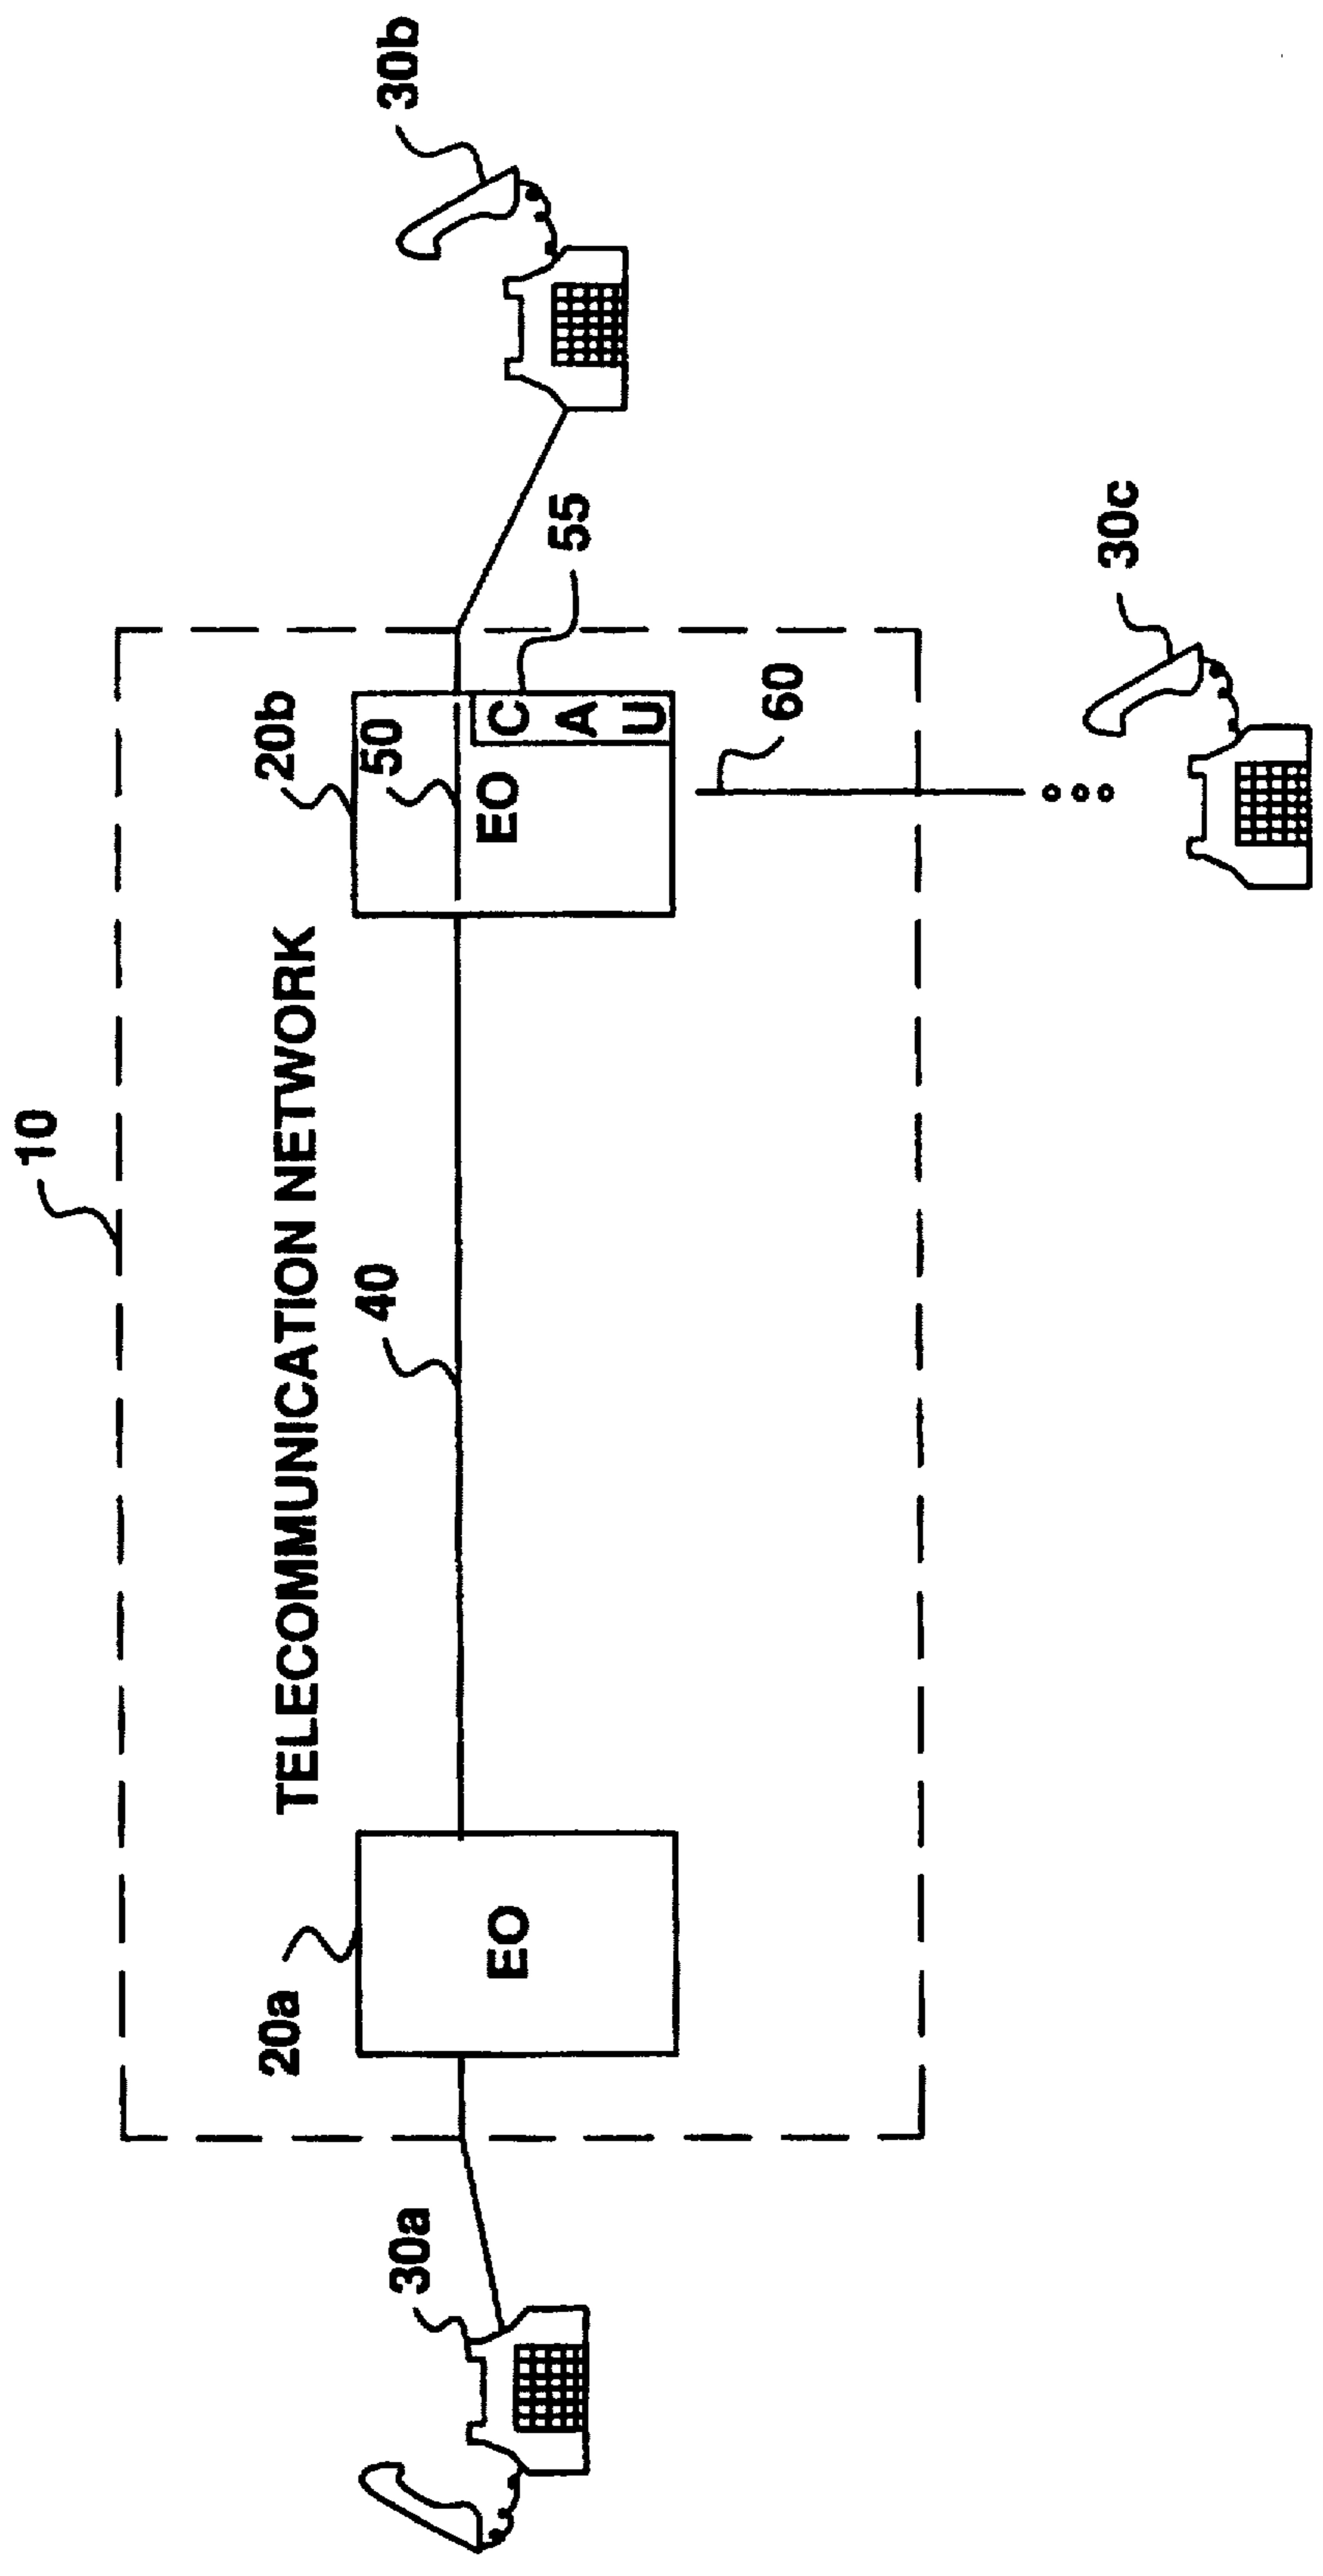 10
TELECOMMUNICATION NETWORK
20a
EO
40
20b
50
EO
C
A
U
55
60
30a
30b
30c